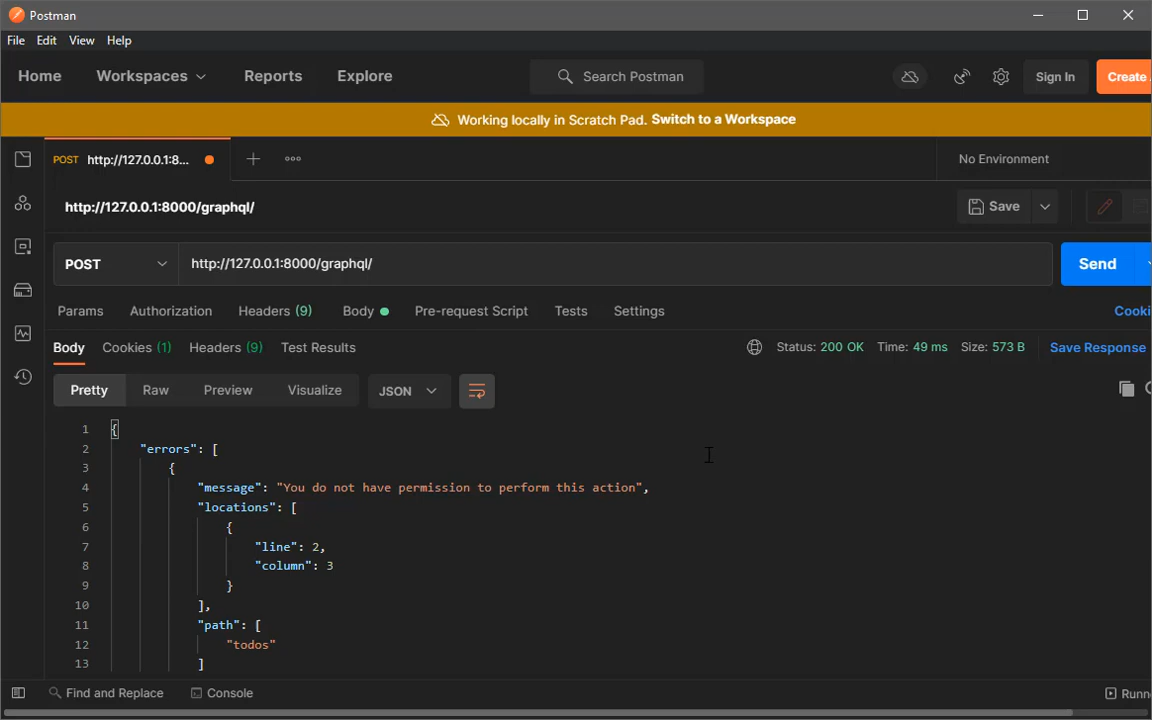 Postman
File Edit View Help
Home Workspaces Reports Explore Search Postman Sign In Create
Working locally in Scratch Pad. Switch to a Workspace
POST http://127.0.0.1:8... No Environment
http://127.0.0.1:8000/graphql/ Save
POST http://127.0.0.1:8000/graphql/ Send
Params Authorization Headers (9) Body Pre-request Script Tests Settings Cooki
Body Cookies (1) Headers (9) Test Results Status: 200 OK Time: 49 ms Size: 573 B Save Response
Pretty Raw Preview Visualize JSON
1 {
2 "errors": [
3 {
4 "message": "You do not have permission to perform this action",
5 "locations": [
6 {
7 "line": 2,
8 "column": 3
9 }
10 ],
11 "path": [
12 "todos"
13 ]
Find and Replace Console Runn